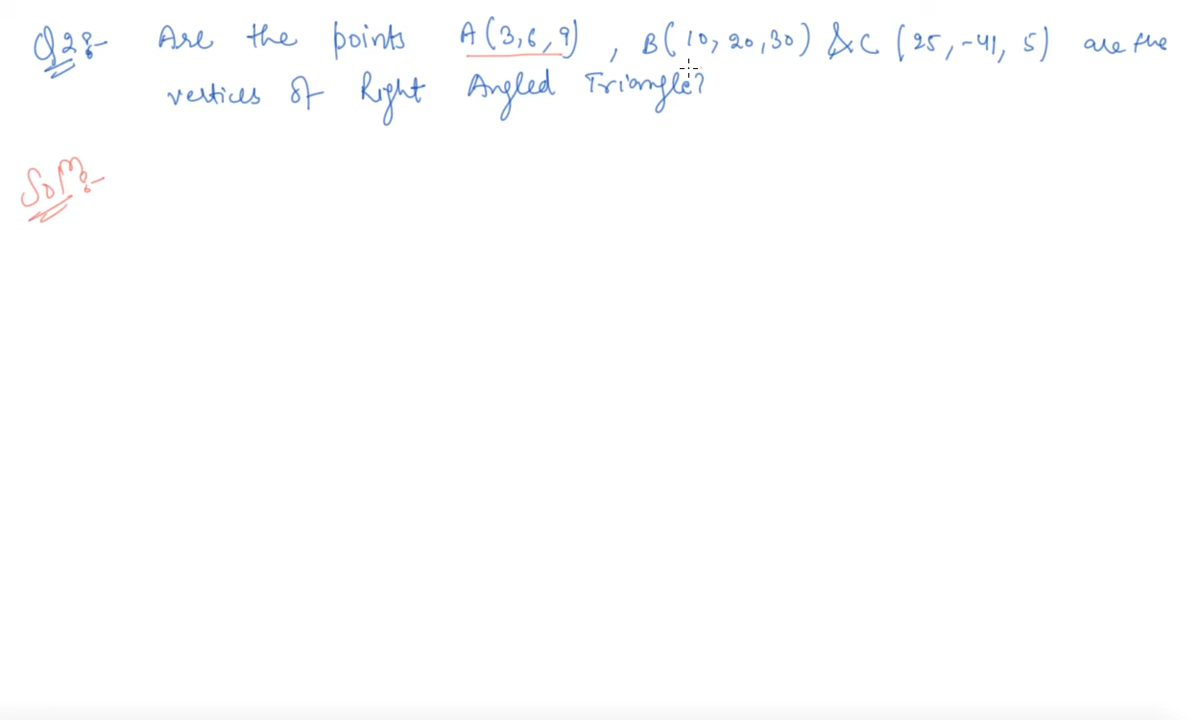 Q2:- Are the points A(3,6,9) , B(10,20,30) & C (25,-41, 5) are the
vertices of Right Angled Triangle?
Soln:-